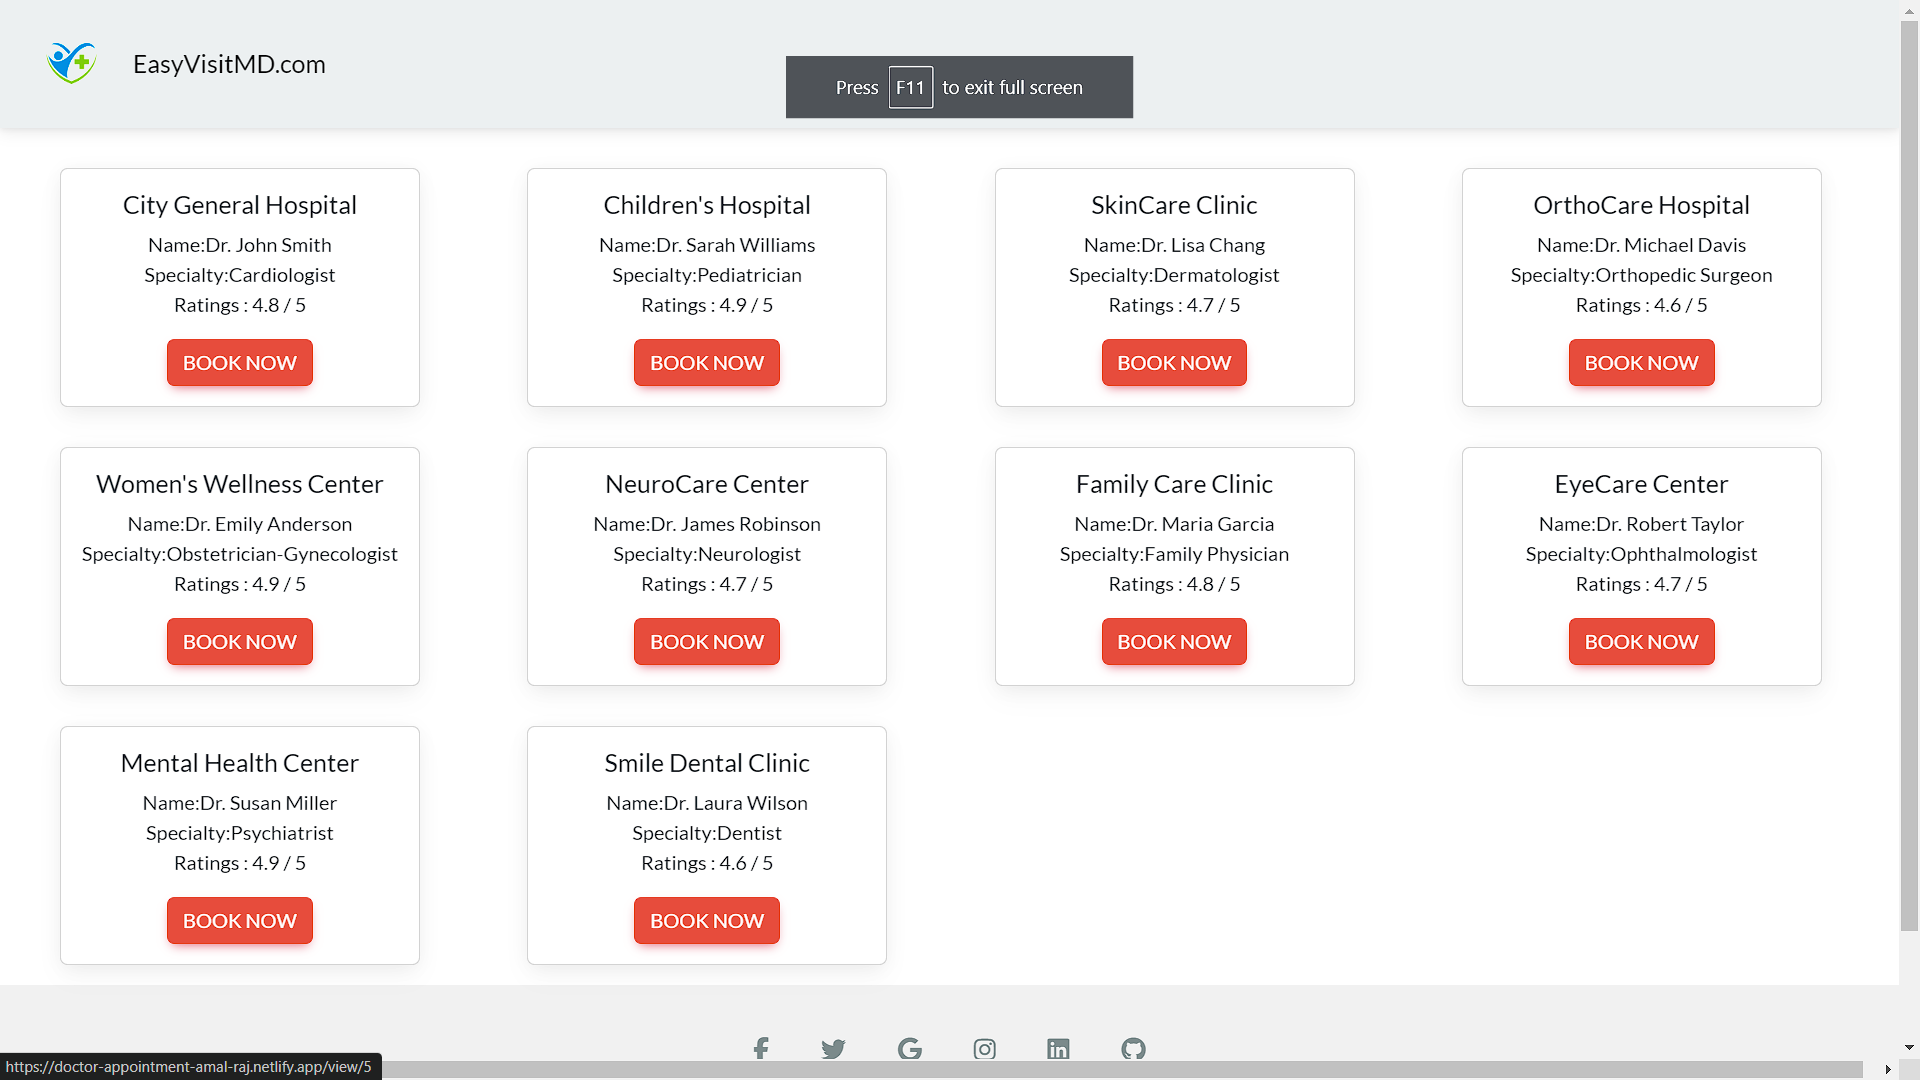 EasyVisitMD.com
Press F11 to exit full screen
City General Hospital
Name:Dr. John Smith
Specialty:Cardiologist
Ratings : 4.8 / 5
BOOK NOW
Children's Hospital
Name:Dr. Sarah Williams
Specialty:Pediatrician
Ratings : 4.9 / 5
BOOK NOW
SkinCare Clinic
Name:Dr. Lisa Chang
Specialty:Dermatologist
Ratings : 4.7 / 5
BOOK NOW
OrthoCare Hospital
Name:Dr. Michael Davis
Specialty:Orthopedic Surgeon
Ratings : 4.6 / 5
BOOK NOW
Women's Wellness Center
Name:Dr. Emily Anderson
Specialty:Obstetrician-Gynecologist
Ratings : 4.9 / 5
BOOK NOW
NeuroCare Center
Name:Dr. James Robinson
Specialty:Neurologist
Ratings : 4.7 / 5
BOOK NOW
Family Care Clinic
Name:Dr. Maria Garcia
Specialty:Family Physician
Ratings : 4.8 / 5
BOOK NOW
EyeCare Center
Name:Dr. Robert Taylor
Specialty:Ophthalmologist
Ratings : 4.7 / 5
BOOK NOW
Mental Health Center
Name:Dr. Susan Miller
Specialty:Psychiatrist
Ratings : 4.9 / 5
BOOK NOW
Smile Dental Clinic
Name:Dr. Laura Wilson
Specialty:Dentist
Ratings : 4.6 / 5
BOOK NOW
https://doctor-appointment-amal-raj.netlify.app/view/5